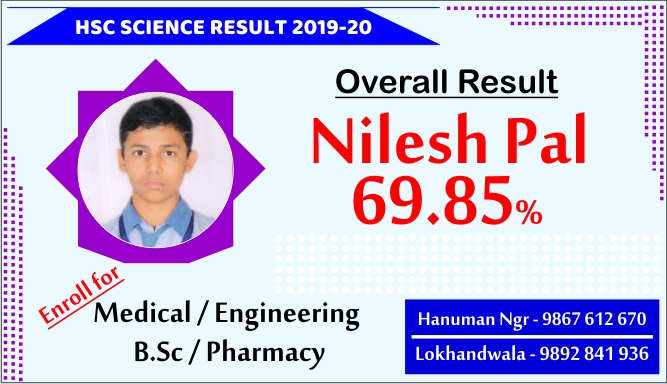 HSC SCIENCE RESULT 2019-20
Overall Result
Nilesh Pal
69.85%
Enroll for
Medical / Engineering
B.Sc / Pharmacy
Hanuman Ngr - 9867 612 670
Lokhandwala - 9892 841 936